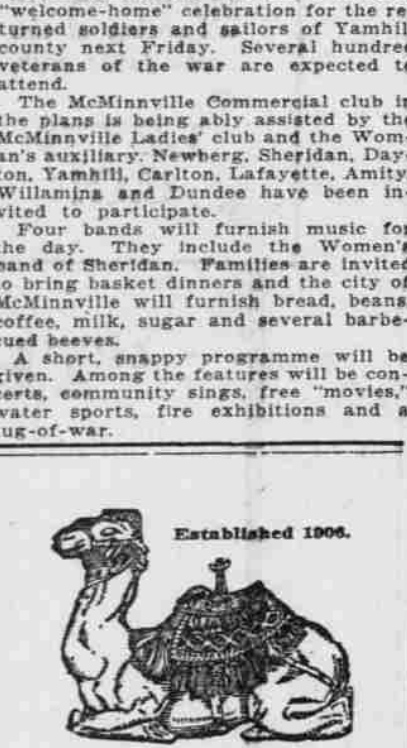 "welcome-home" celebration for the re-
turned soldiers and sailors of Yamhill
county next Friday. Several hundred
veterans of the war are expected to
attend.
The McMinnville Commercial club in
the plans is being ably assisted by the
McMinnville Ladies' club and the Wom-
an's auxiliary. Newberg, Sheridan, Day-
ton, Yamhill, Carlton, Lafayette, Amity,
Willamina and Dundee have been in-
vited to participate.
Four bands will furnish music for
the day. They include the Women's
band of Sheridan. Families are invited
to bring basket dinners and the city of
McMinnville will furnish bread, beans,
coffee, milk, sugar and several barbe-
cued beeves.
A short, snappy programme will be
given. Among the features will be con-
certs, community sings, free "movies,"
water sports, fire exhibitions and a
tug-of-war.
Established 1906.